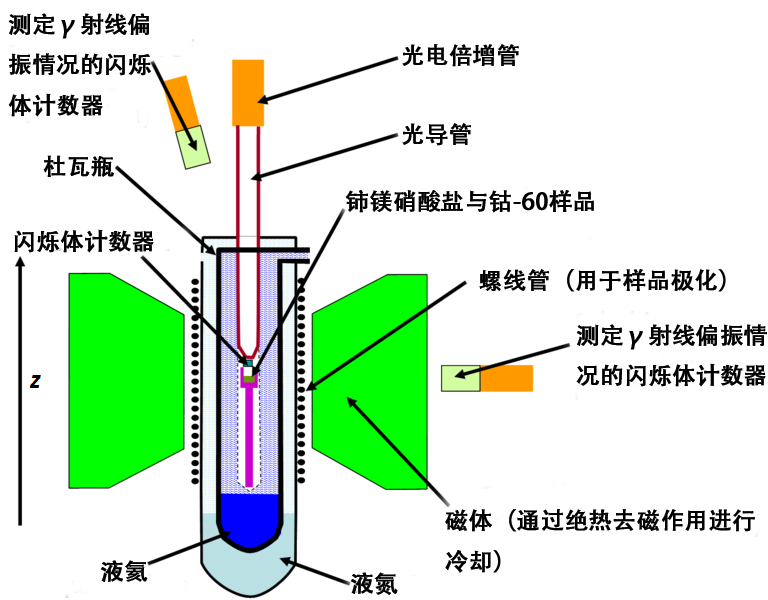 测定γ射线偏
振情况的闪烁
体计数器
光电倍增管
光导管
杜瓦瓶
铈镁硝酸盐与钴-60样品
闪烁体计数器
螺线管（用于样品极化）
测定γ射线偏振情
况的闪烁体计数器
z
磁体（通过绝热去磁作用进行
冷却）
液氦
液氮